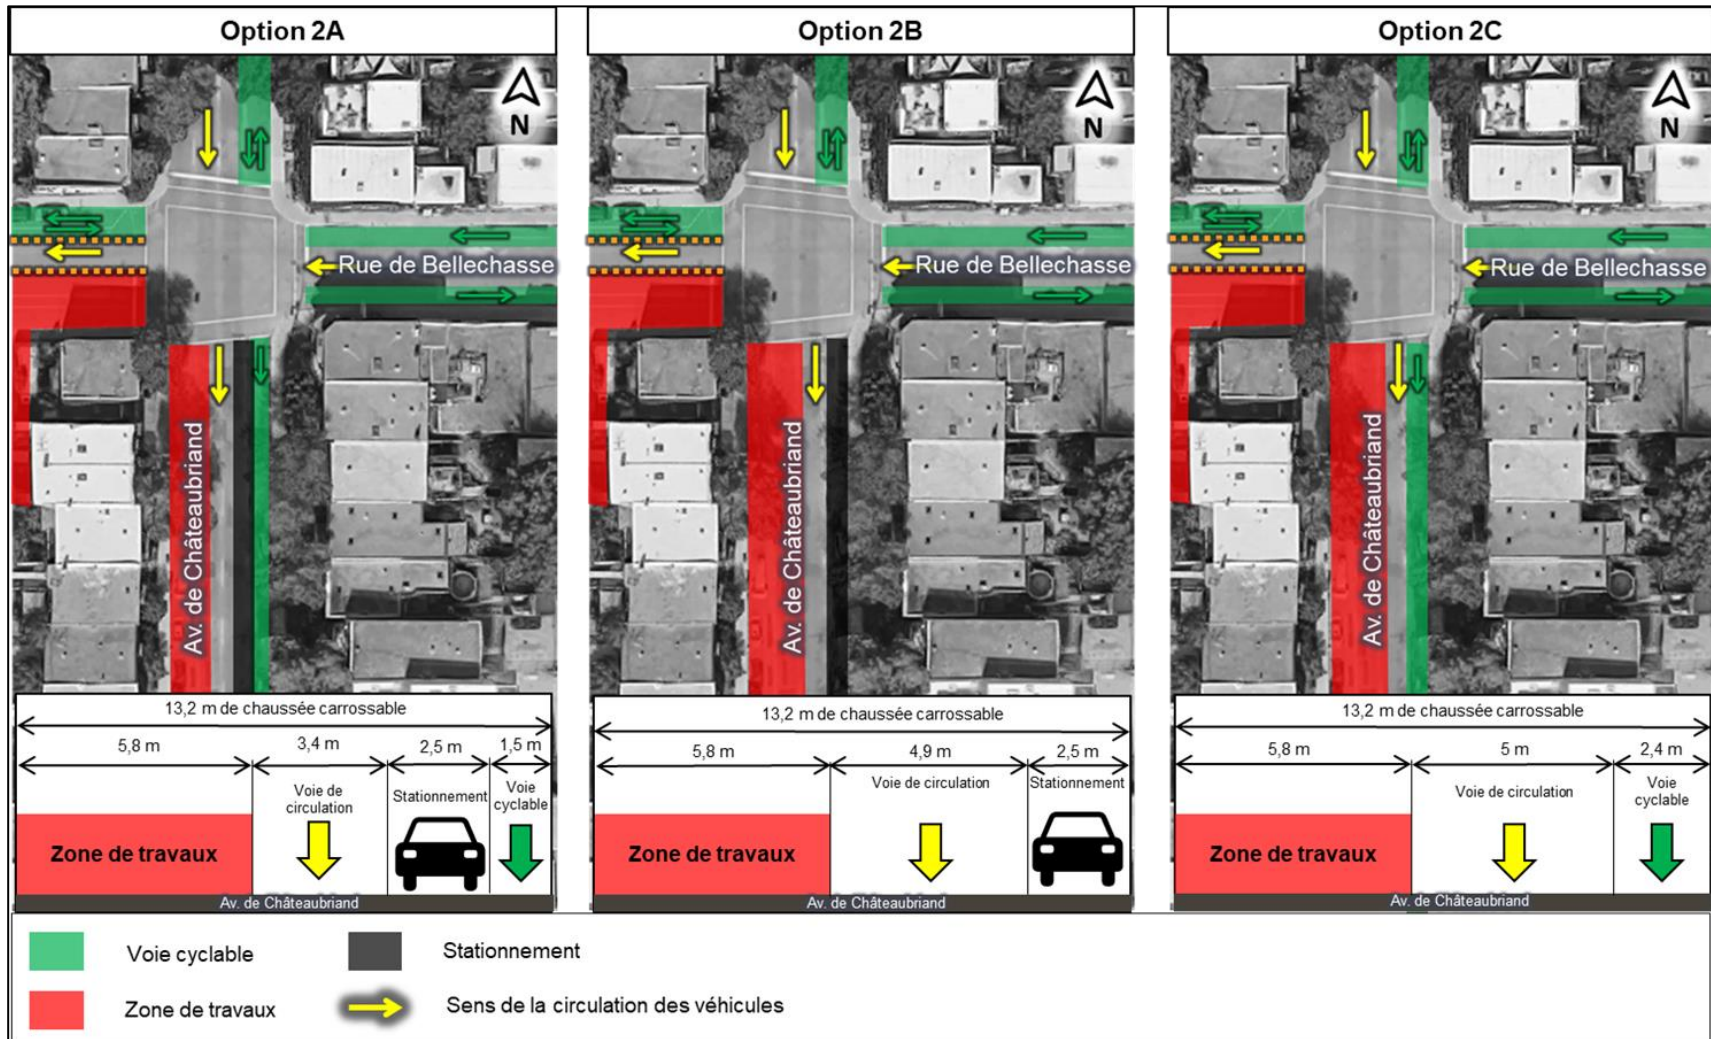 Option 2A
N
Rue de Bellechasse
Av. de Châteaubriand
13,2 m de chaussée carrossable
5,8 m
3,4 m
2,5 m
1,5 m
Voie de
circulation
Stationnement
Voie
cyclable
Zone de travaux
Av. de Châteaubriand
Option 2B
N
Rue de Bellechasse
Av. de Châteaubriand
13,2 m de chaussée carrossable
5,8 m
4,9 m
2,5 m
Voie de circulation
Stationnement
Zone de travaux
Av. de Châteaubriand
Option 2C
N
Rue de Bellechasse
Av. de Châteaubriand
13,2 m de chaussée carrossable
5,8 m
5 m
2,4 m
Voie de circulation
Voie
cyclable
Zone de travaux
Av. de Châteaubriand
Voie cyclable
Stationnement
Zone de travaux
Sens de la circulation des véhicules